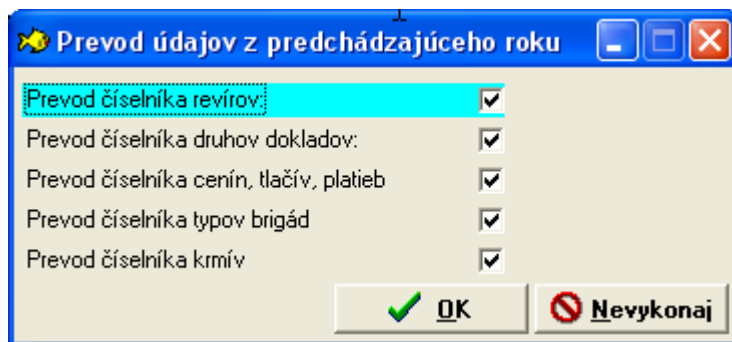 Prevod údajov z predchádzajúceho roku
Prevod číselníka revírov:
Prevod číselníka druhov dokladov:
Prevod číselníka cenín, tlačív, platieb
Prevod číselníka typov brigád
Prevod číselníka krmív
OK Nevykonaj